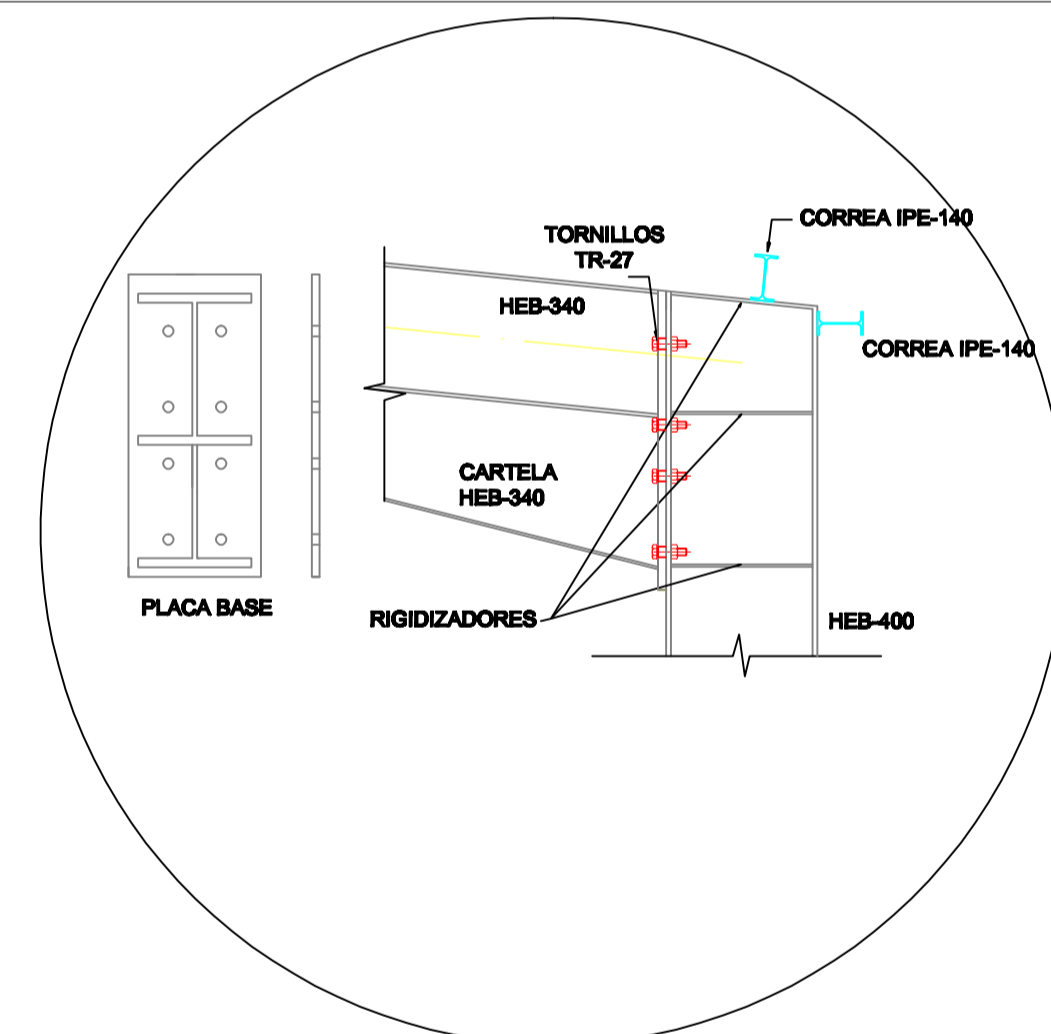 CORREA IPE-140
TORNILLOS
TR-27
HEB-340
CORREA IPE-140
CARTELA
HEB-340
PLACA BASE
RIGIDIZADORES
HEB-400